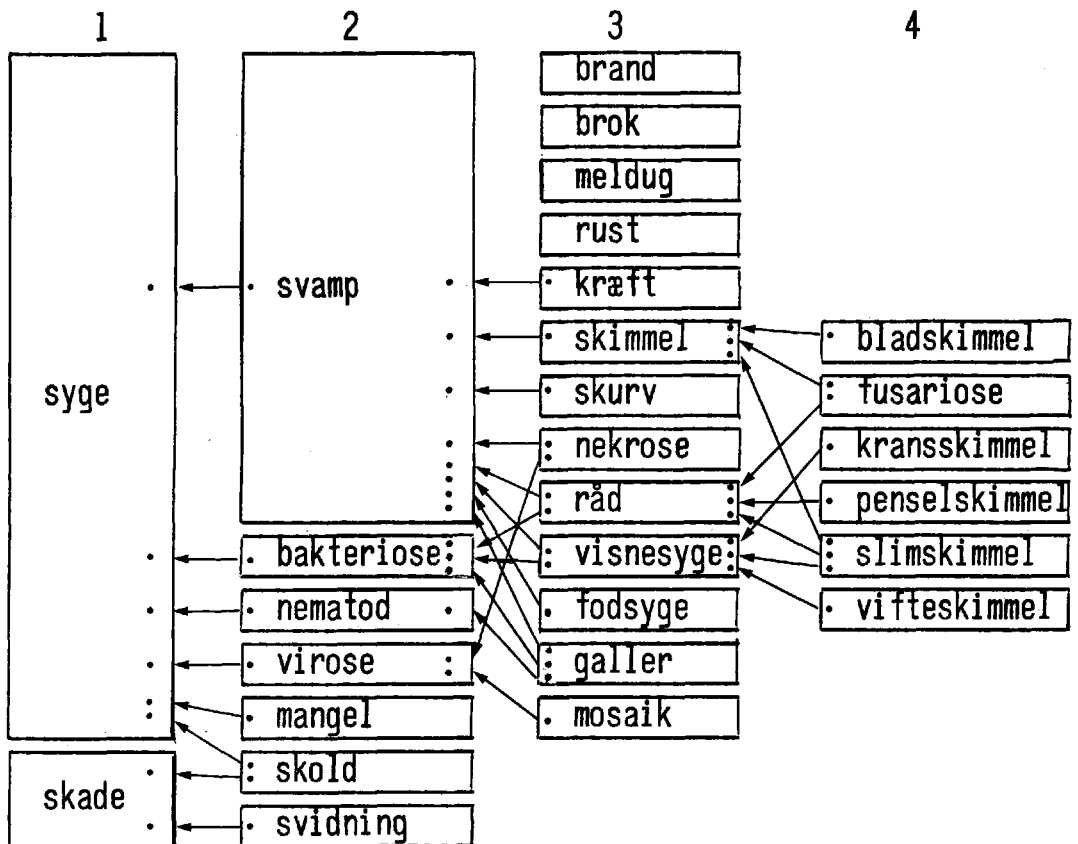 1 2 3 4
brand
brok
meldug
rust
svamp kræft
skimmel bladskimmel
syge skurv fusariose
nekrose kransskimmel
råd penselskimmel
bakteriose visnesyge slimskimmel
nematod fodsyge vifteskimmel
virose galler
mangel mosaik
skold
skade
svidning